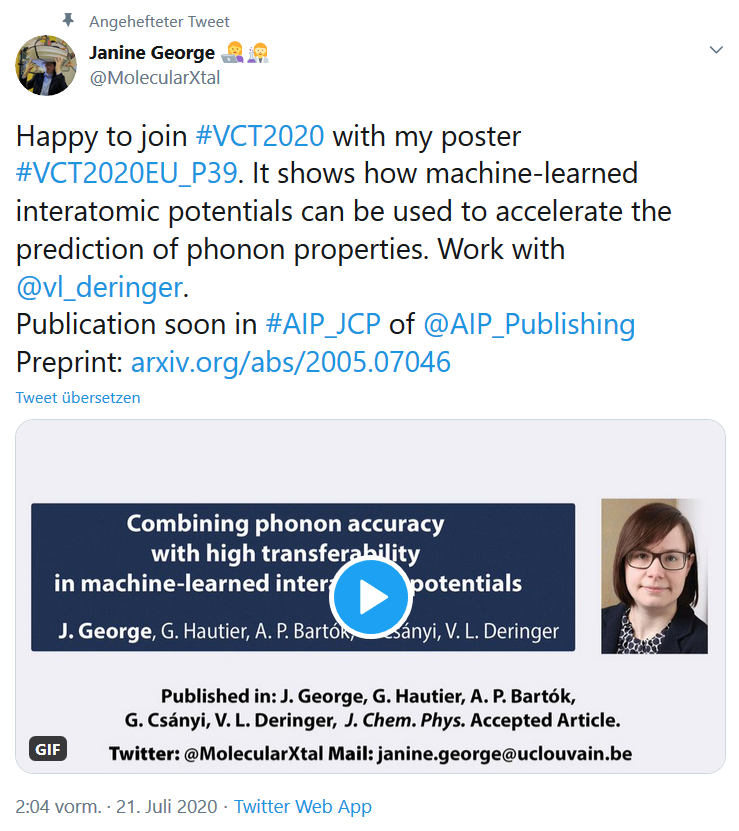 Angehefteter Tweet
Janine George
@MolecularXtal
Happy to join #VCT2020 with my poster
#VCT2020EU_P39. It shows how machine-learned
interatomic potentials can be used to accelerate the
prediction of phonon properties. Work with
@vl_deringer.
Publication soon in #AIP_JCP of @AIP_Publishing
Preprint: arxiv.org/abs/2005.07046
Tweet übersetzen
Combining phonon accuracy
with high transferability
in machine-learned potentials
J. George, G. Hautier, A. P. Bartók, V. L. Deringer
Published in: J. George, G. Hautier, A. P. Bartók,
G. Csányi, V. L. Deringer, J. Chem. Phys. Accepted Article.
GIF
Twitter: @MolecularXtal Mail: janine.george@uclouvain.be
2:04 vorm. · 21. Juli 2020 · Twitter Web App